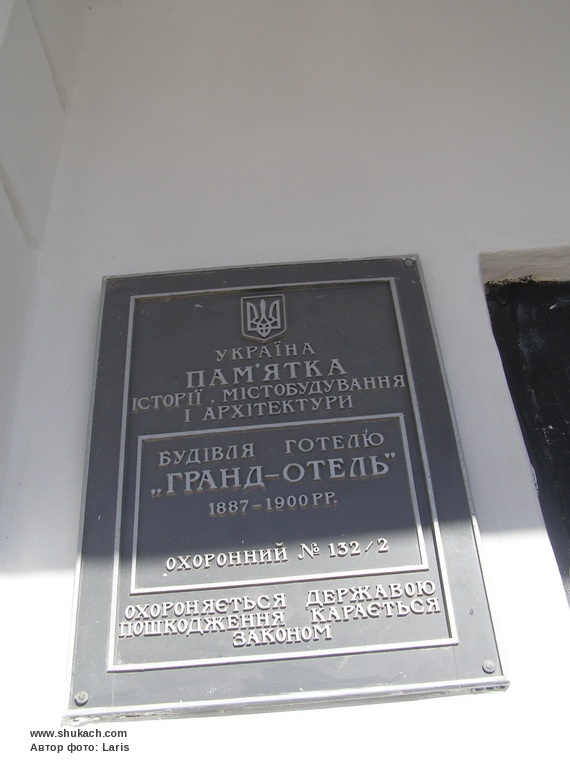 УКРАЇНА
ПАМ'ЯТКА
ІСТОРІЇ, МІСТОБУДУВАННЯ
І АРХІТЕКТУРИ
БУДІВЛЯ ГОТЕЛЮ
„ГРАНД-ОТЕЛЬ"
1887-1900 РР.
ОХОРОННИЙ № 132/2
ОХОРОНЯЄТЬСЯ ДЕРЖАВОЮ
ПОШКОДЖЕННЯ КАРАЄТЬСЯ
ЗАКОНОМ
www.shukach.com
Автор фото: Laris